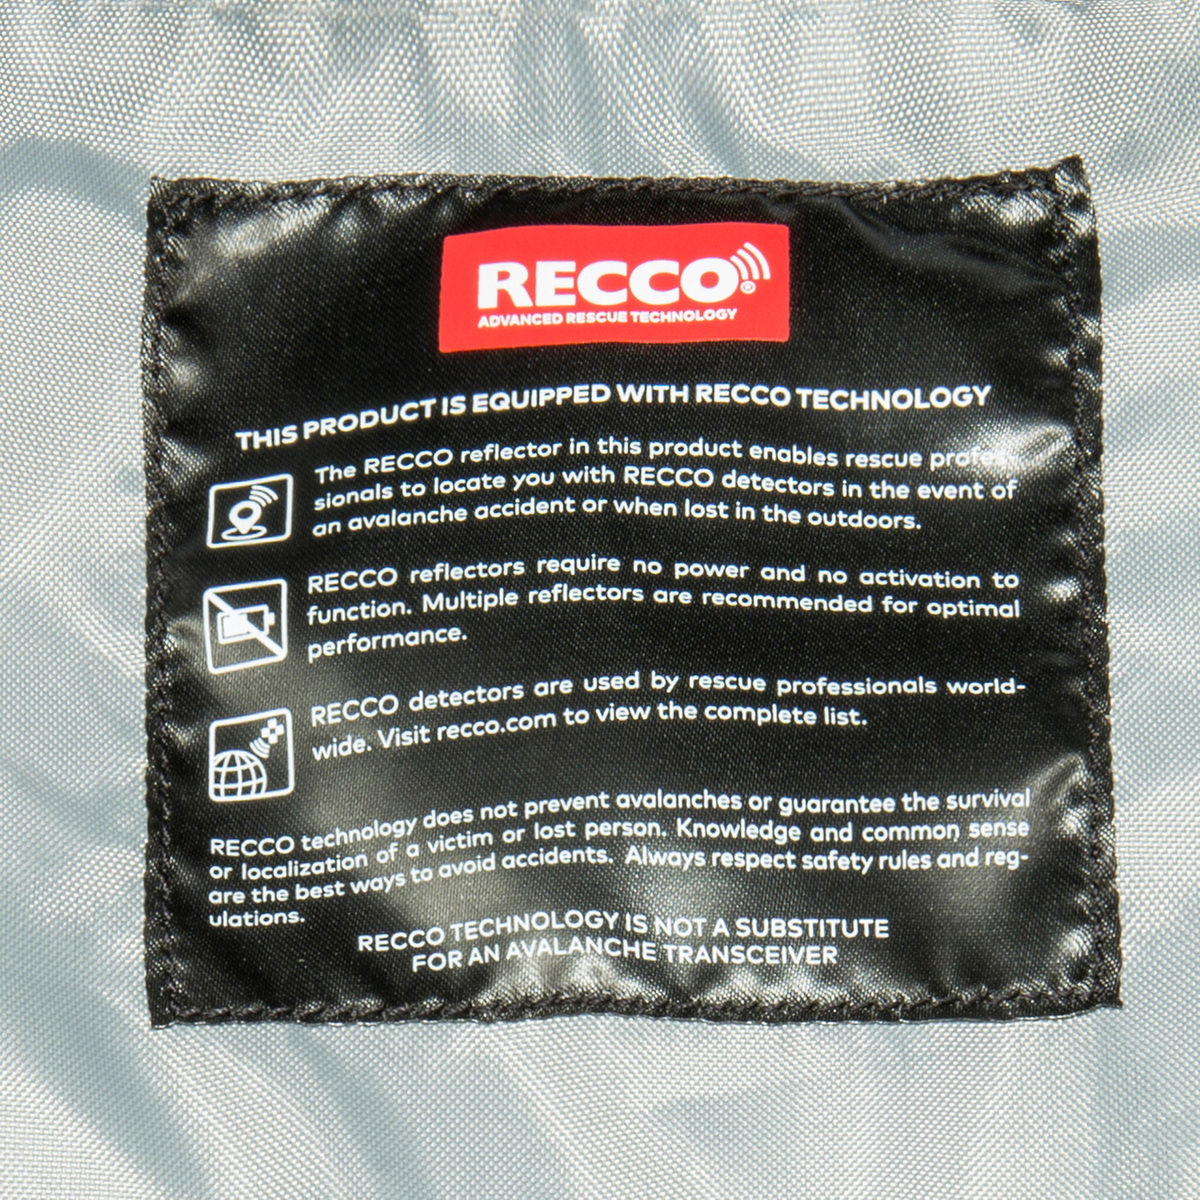 RECCO®
ADVANCED RESCUE TECHNOLOGY
THIS PRODUCT IS EQUIPPED WITH RECCO TECHNOLOGY
The RECCO reflector in this product enables rescue profes-
sionals to locate you with RECCO detectors in the event of
an avalanche accident or when lost in the outdoors.
RECCO reflectors require no power and no activation to
function. Multiple reflectors are recommended for optimal
performance.
RECCO detectors are used by rescue professionals world-
wide. Visit recco.com to view the complete list.
RECCO technology does not prevent avalanches or guarantee the survival
or localization of a victim or lost person. Knowledge and common sense
are the best ways to avoid accidents. Always respect safety rules and reg-
ulations.
RECCO TECHNOLOGY IS NOT A SUBSTITUTE
FOR AN AVALANCHE TRANSCEIVER